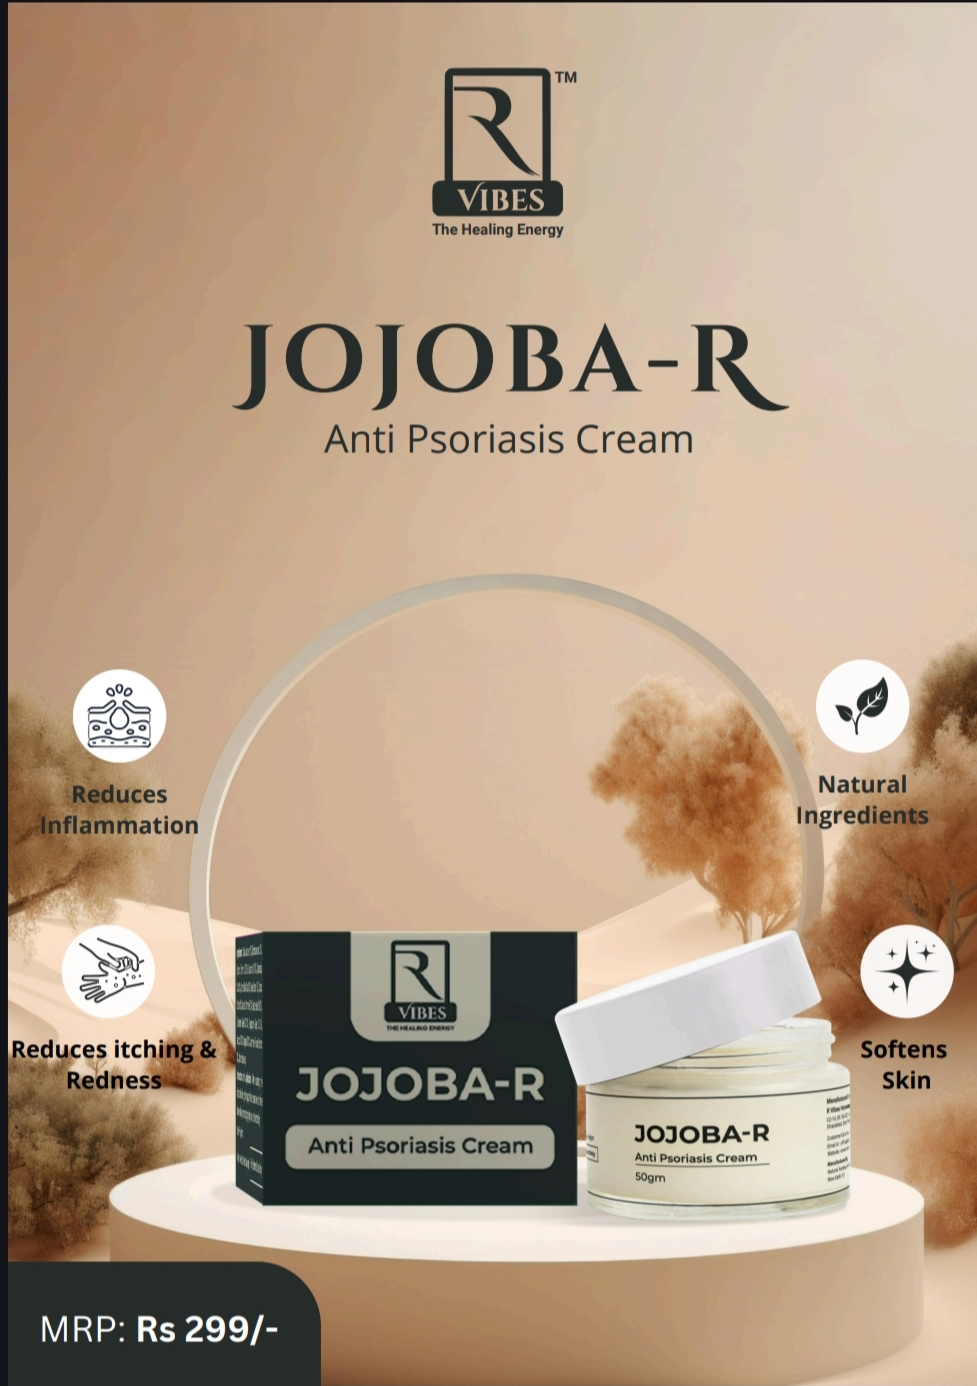 R
TM
VIBES
The Healing Energy
JOJOBA-R
Anti Psoriasis Cream
Reduces
Inflammation
Natural
Ingredients
Reduces itching &
Redness
Softens
Skin
R
VIBES
THE HEALING ENERGY
JOJOBA-R
Anti Psoriasis Cream
JOJOBA-R
Anti Psoriasis Cream
50gm
MRP: Rs 299/-